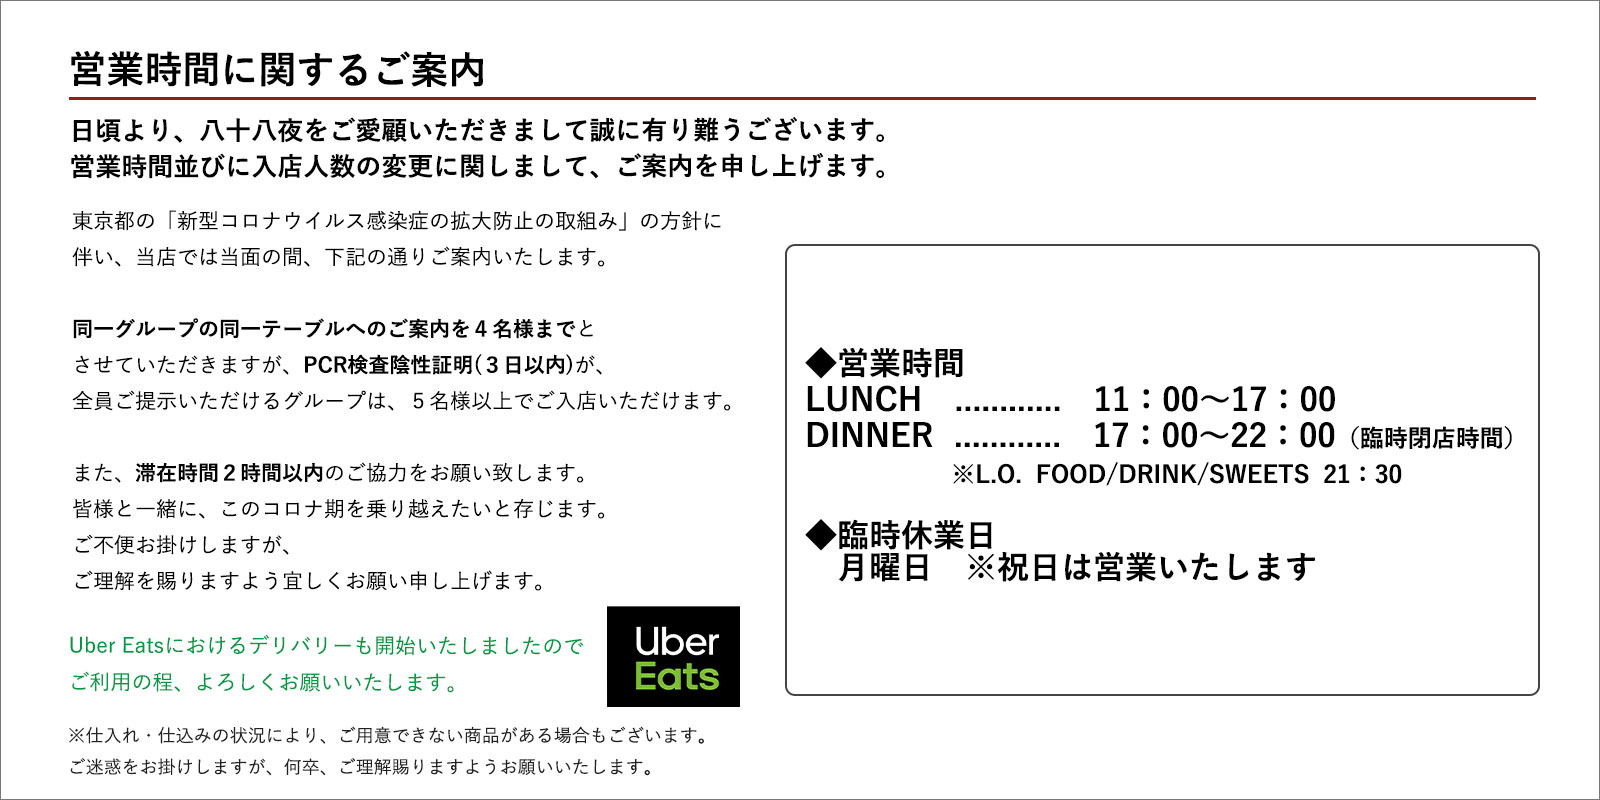 営業時間に関するご案内
日頃より、八十八夜をご愛顧いただきまして誠に有り難うございます。
営業時間並びに入店人数の変更に関しまして、ご案内を申し上げます。
東京都の「新型コロナウイルス感染症の拡大防止の取組み」の方針に
伴い、当店では当面の間、下記の通りご案内いたします。
同一グループの同一テーブルへのご案内を４名様までと
させていただきますが、PCR検査陰性証明(３日以内)が、
全員ご提示いただけるグループは、５名様以上でご入店いただけます。
また、滞在時間２時間以内のご協力をお願い致します。
皆様と一緒に、このコロナ期を乗り越えたいと存じます。
ご不便お掛けしますが、
ご理解を賜りますよう宜しくお願い申し上げます。
Uber Eatsにおけるデリバリーも開始いたしましたので
ご利用の程、よろしくお願いいたします。
Uber
Eats
※仕入れ・仕込みの状況により、ご用意できない商品がある場合もございます。
ご迷惑をお掛けしますが、何卒、ご理解賜りますようお願いいたします。
◆営業時間
LUNCH ............ 11：00〜17：00
DINNER ............ 17：00〜22：00（臨時閉店時間）
※L.O. FOOD/DRINK/SWEETS 21：30
◆臨時休業日
月曜日　※祝日は営業いたします